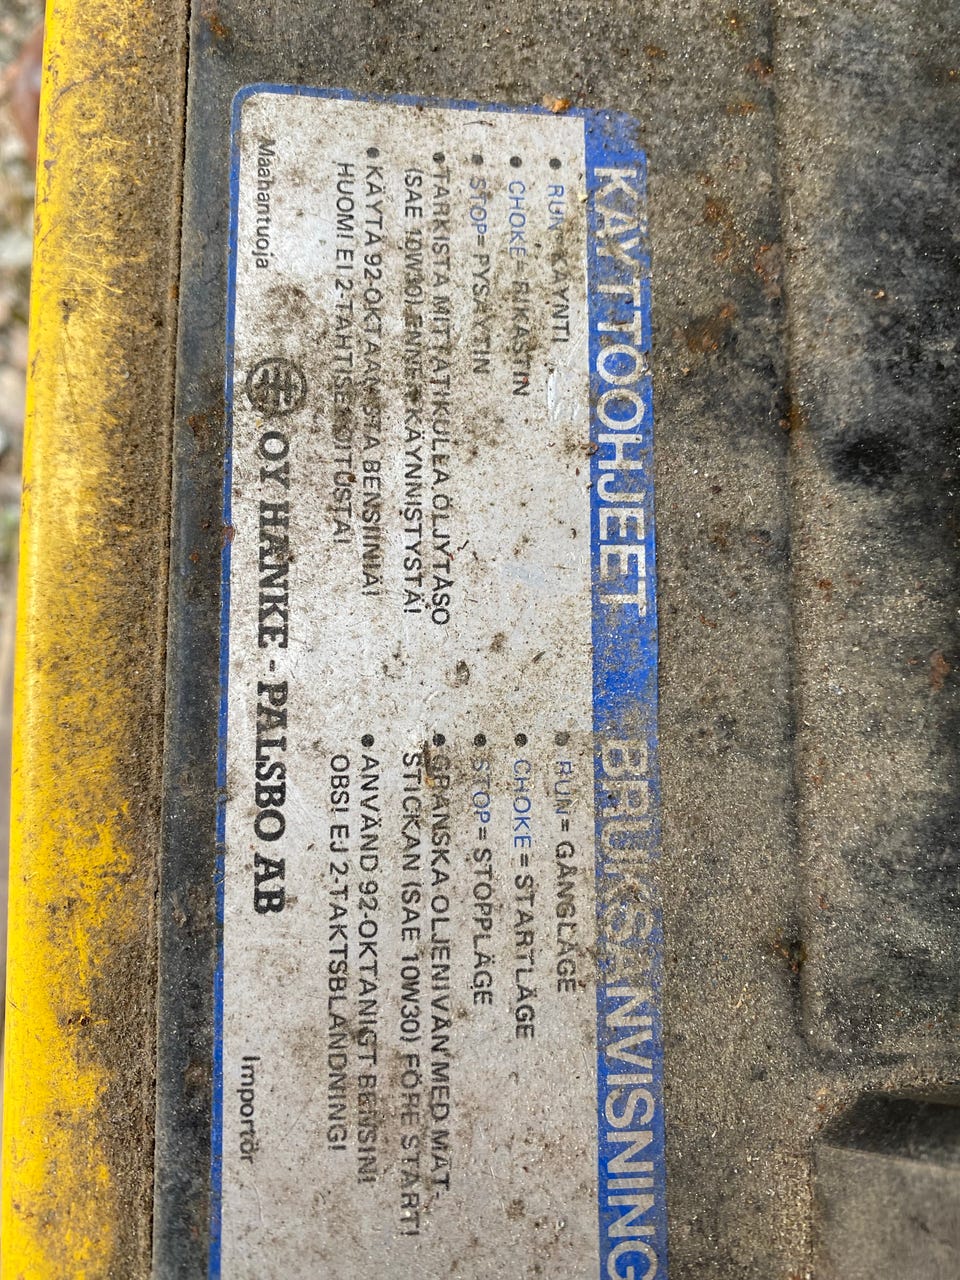 KÄYTTÖOHJEET
● RUN=KÄYNTI
● CHOKE=RIKASTIN
● STOP=PYSÄYTIN
● TARKISTA MITTATIKULLA ÖLJYTASO
(SAE 10W30) ENNEN KÄYNNISTYSTÄ!
● KÄYTÄ 92-OKTAANISTA BENSIINIÄ!
HUOM! EI 2-TAHTISEKOITUSTA!
BRUKSANVISNING
● RUN=GÅNGLÄGE
● CHOKE=STARTLÄGE
● STOP=STOPPLÄGE
● GRANSKA OLJENIVÅN MED MÄT-
STICKAN (SAE 10W30) FÖRE START!
● ANVÄND 92-OKTANIGT BENSIN!
OBS! EJ 2-TAKTSBLANDNING!
Maahantuoja OY HANKE-PALSBO AB Importör